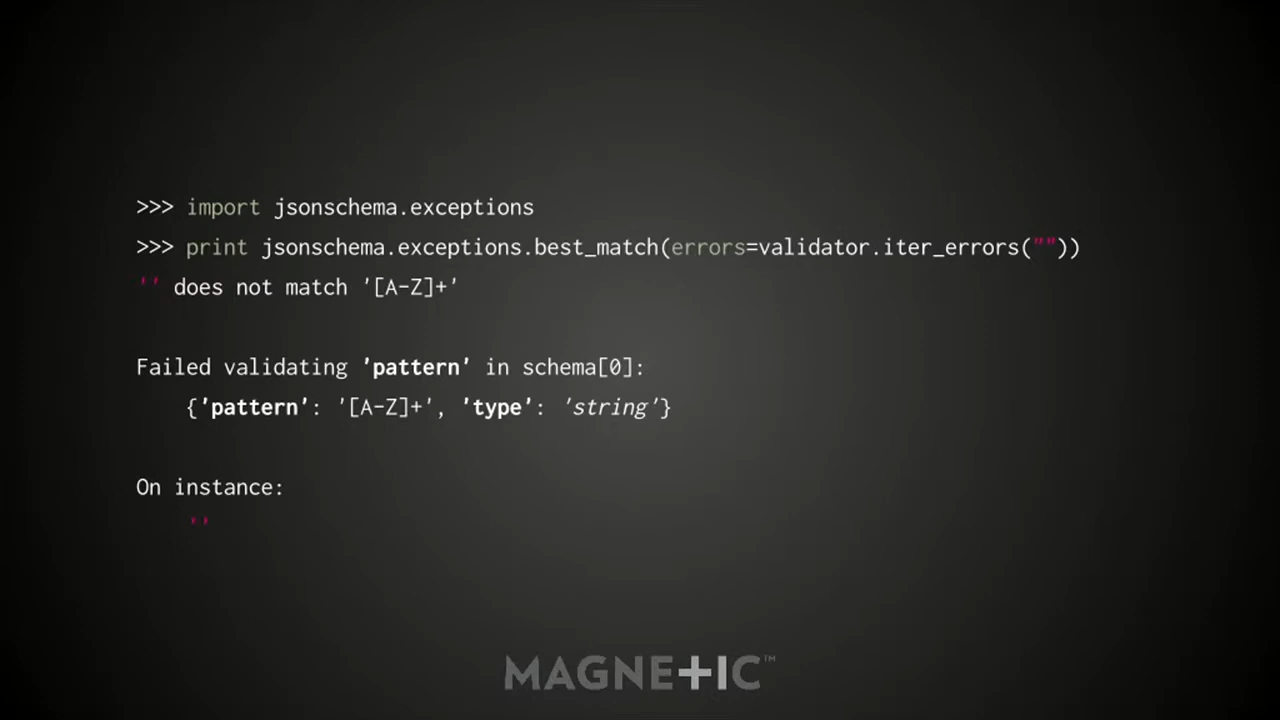 >>> import jsonschema.exceptions
>>> print jsonschema.exceptions.best_match(errors=validator.iter_errors(""))
'' does not match '[A-Z]+'
Failed validating 'pattern' in schema[0]:
{'pattern': '[A-Z]+', 'type': 'string'}
On instance:
''
MAGNETIC™